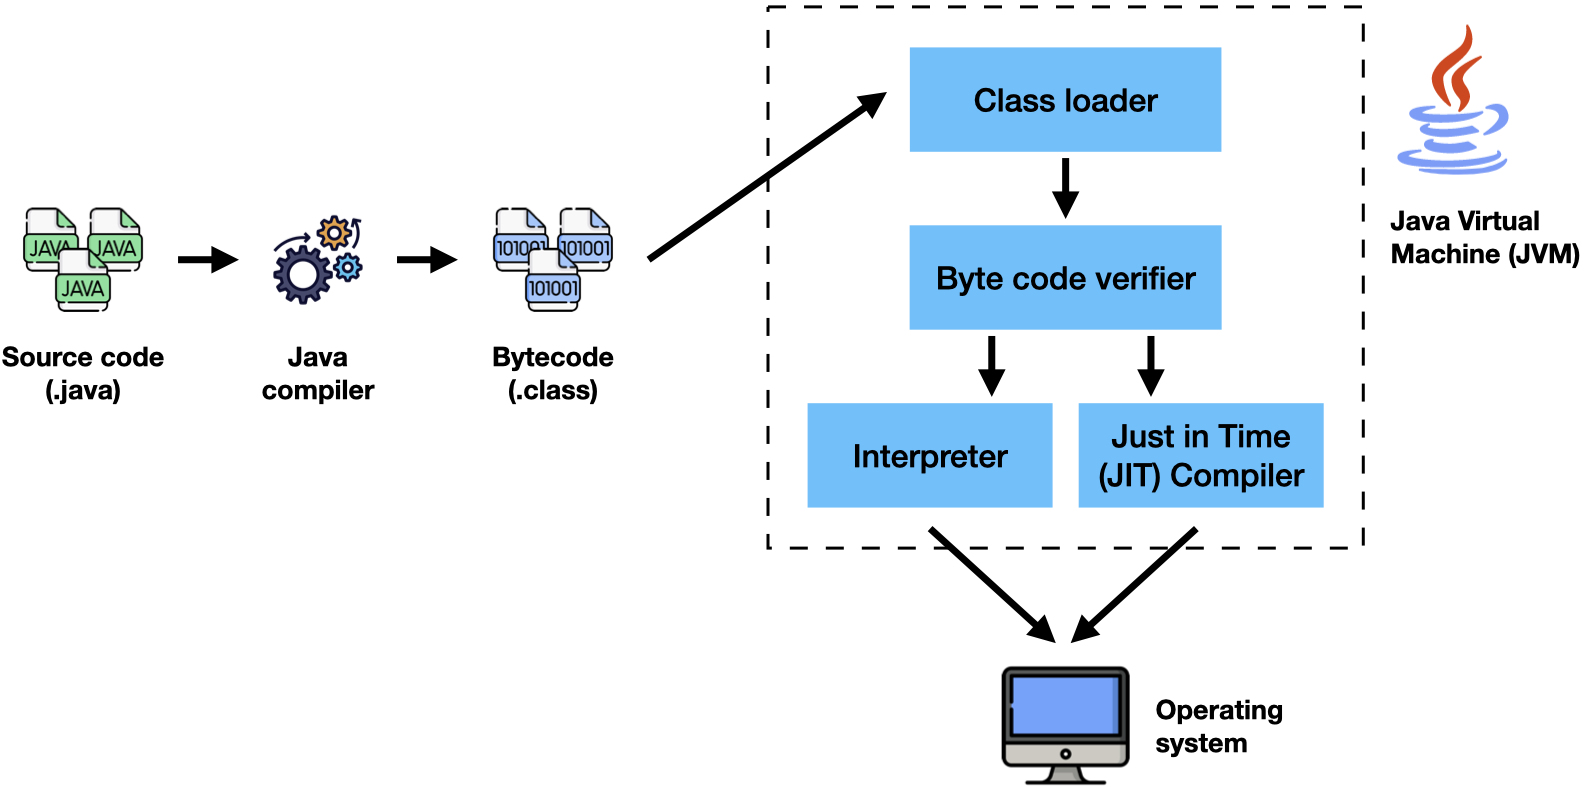 Class loader
Java Virtual
Machine (JVM)
JAVA
JAVA
JAVA
101001
101001
101001
Byte code verifier
Source code
(.java)
Java
compiler
Bytecode
(.class)
Interpreter
Just in Time
(JIT) Compiler
Operating
system